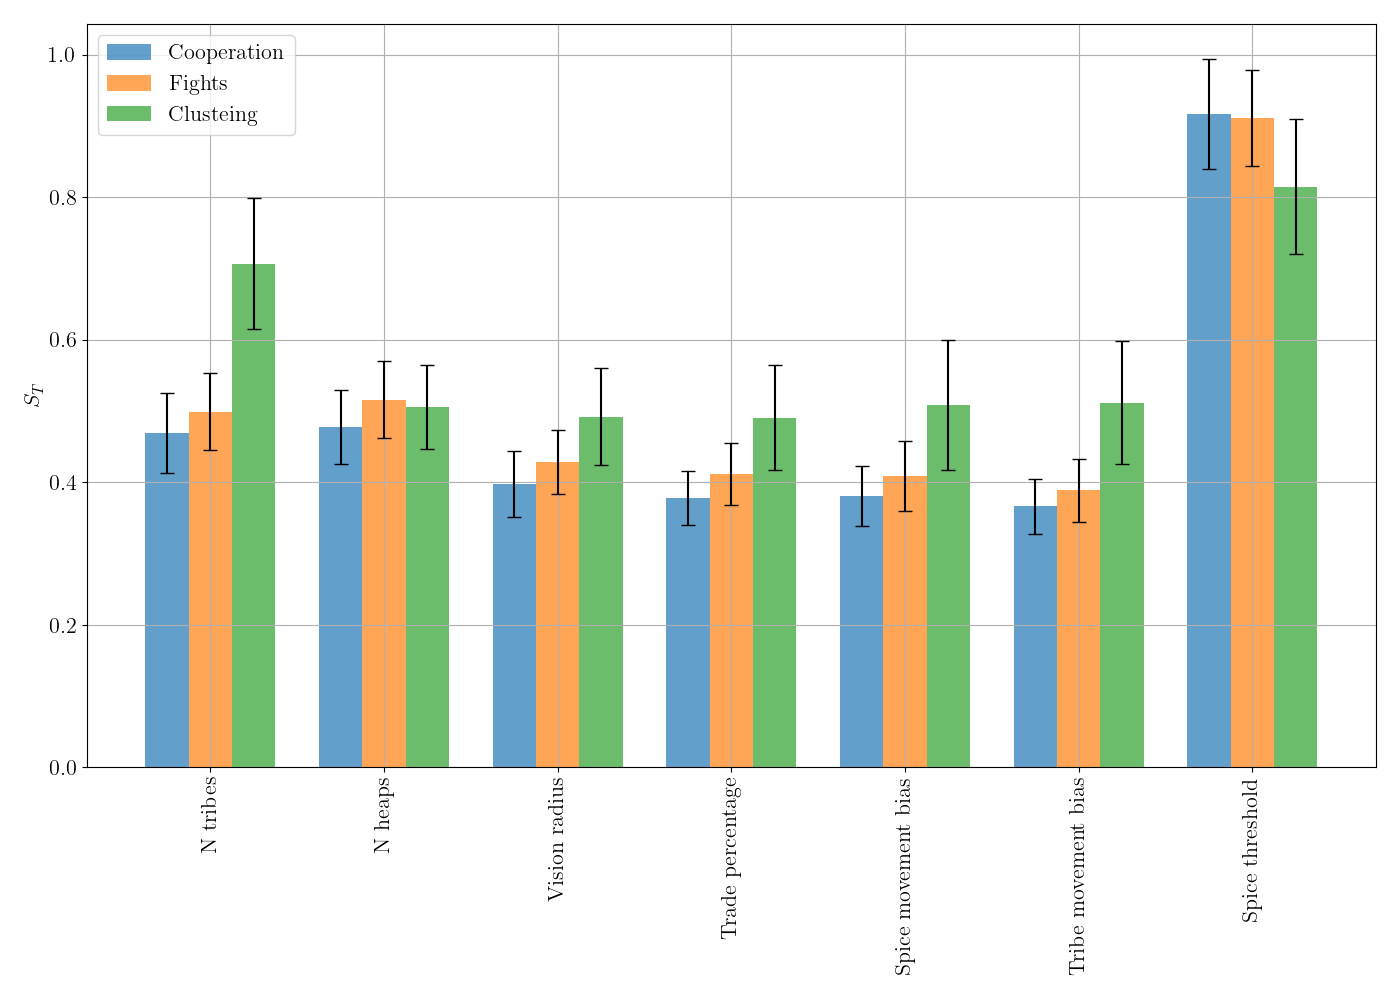 Cooperation
Fights
Clusteing
1.0
0.8
0.6
0.4
0.2
0.0
S_T
N tribes
N heaps
Vision radius
Trade percentage
Spice movement bias
Tribe movement bias
Spice threshold